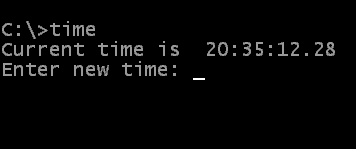 C:\>time
Current time is  20:35:12.28
Enter new time: _